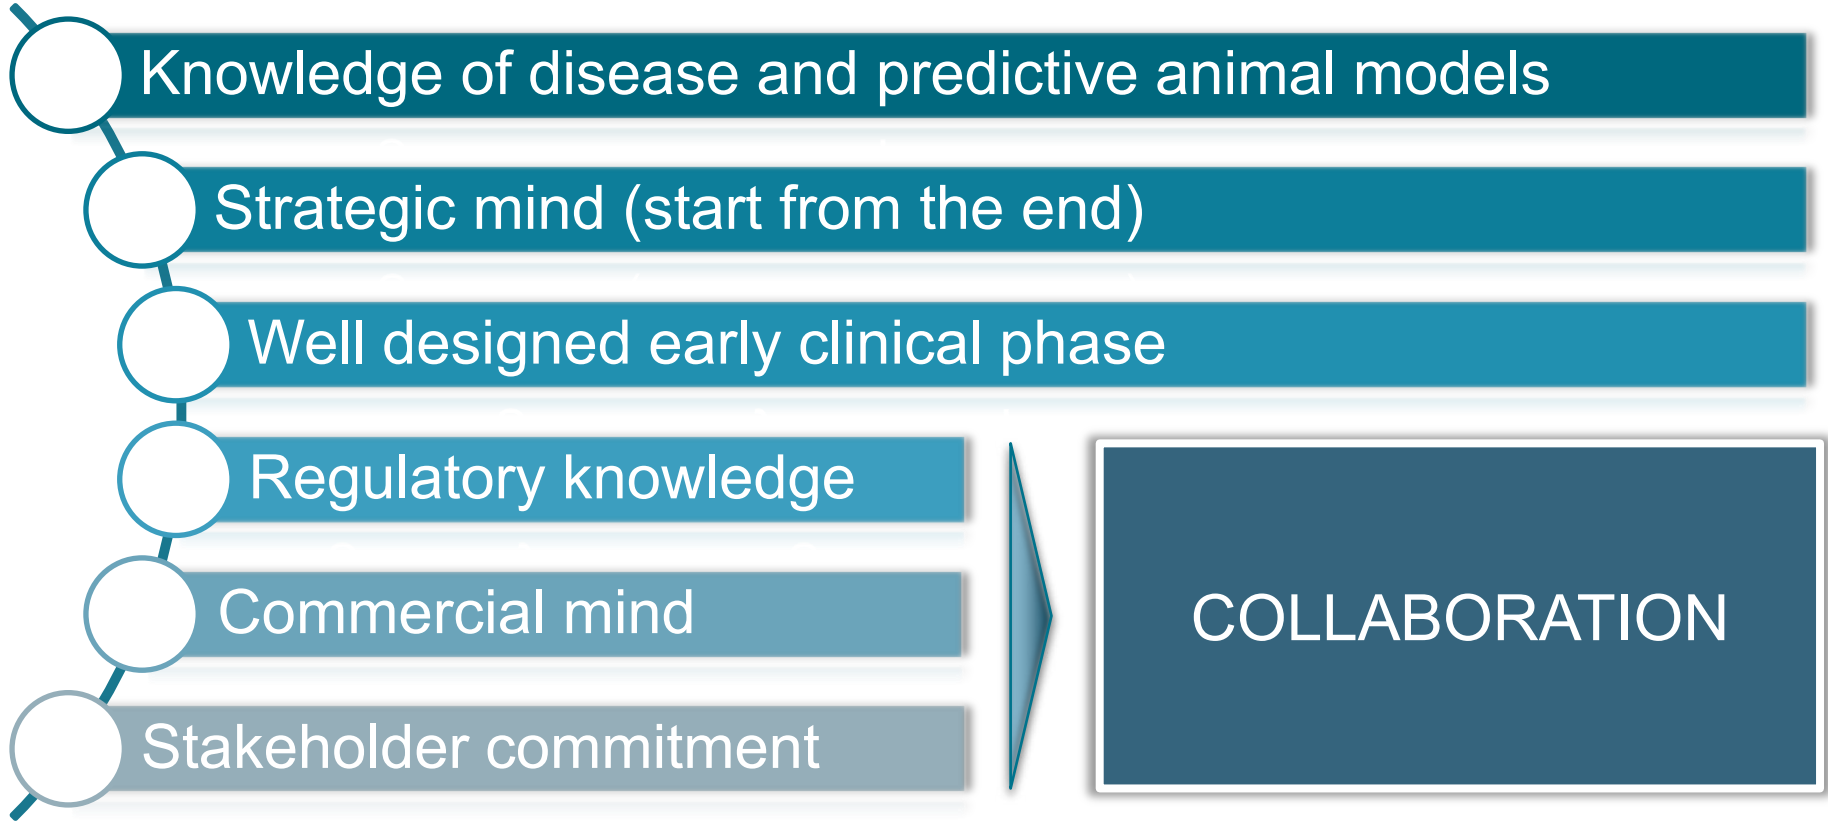 Knowledge of disease and predictive animal models
Strategic mind (start from the end)
Well designed early clinical phase
Regulatory knowledge
Commercial mind
Stakeholder commitment
COLLABORATION